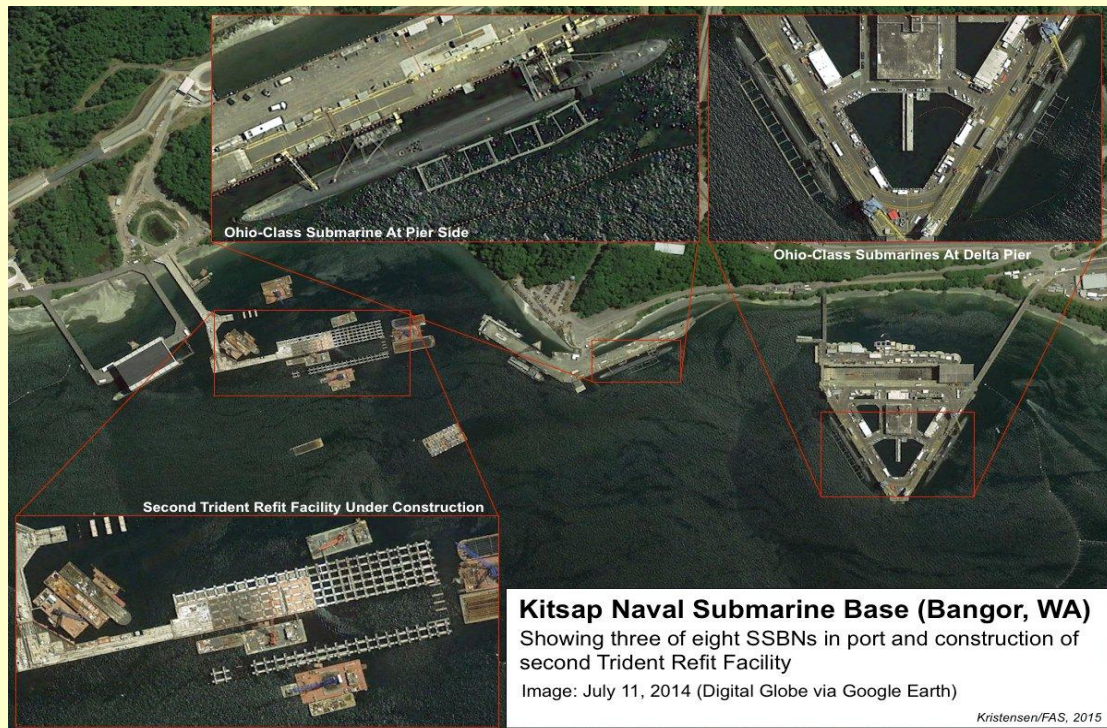 Ohio-Class Submarine At Pier Side
Ohio-Class Submarines At Delta Pier
Second Trident Refit Facility Under Construction
Kitsap Naval Submarine Base (Bangor, WA)
Showing three of eight SSBNs in port and construction of
second Trident Refit Facility
Image: July 11, 2014 (Digital Globe via Google Earth)
Kristensen/FAS, 2015